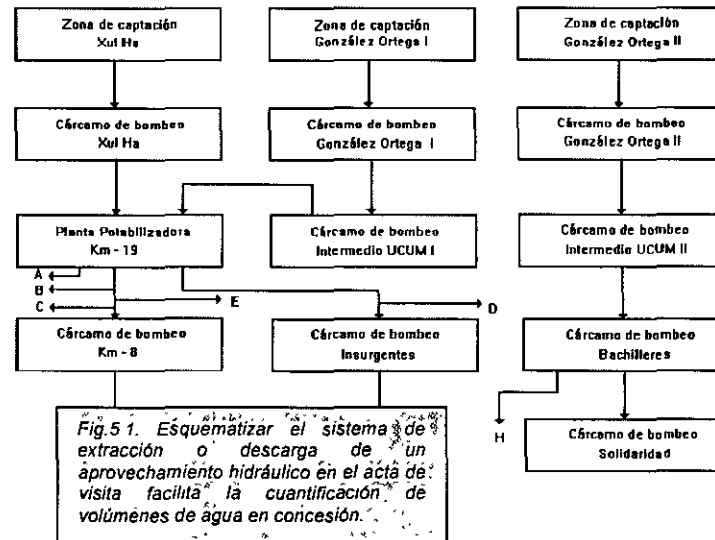 Zona de captación
Xul Ha
Zona de captación
González Ortega I
Zona de captación
González Ortega II
Cárcamo de bombeo
Xul Ha
Cárcamo de bombeo
González Ortega I
Cárcamo de bombeo
González Ortega II
Planta Potabilizadora
Km - 19
Cárcamo de bombeo
Intermedio UCUM I
Cárcamo de bombeo
Intermedio UCUM II
A
B
C
E
D
Cárcamo de bombeo
Km - 8
Cárcamo de bombeo
Insurgentes
Cárcamo de bombeo
Bachilleres
H
Cárcamo de bombeo
Solidaridad
Fig.5 1. Esquematizar el sistema de
extracción o descarga de un
aprovechamiento hidráulico en el acta de
visita facilita la cuantificación de
volúmenes de agua en concesión.